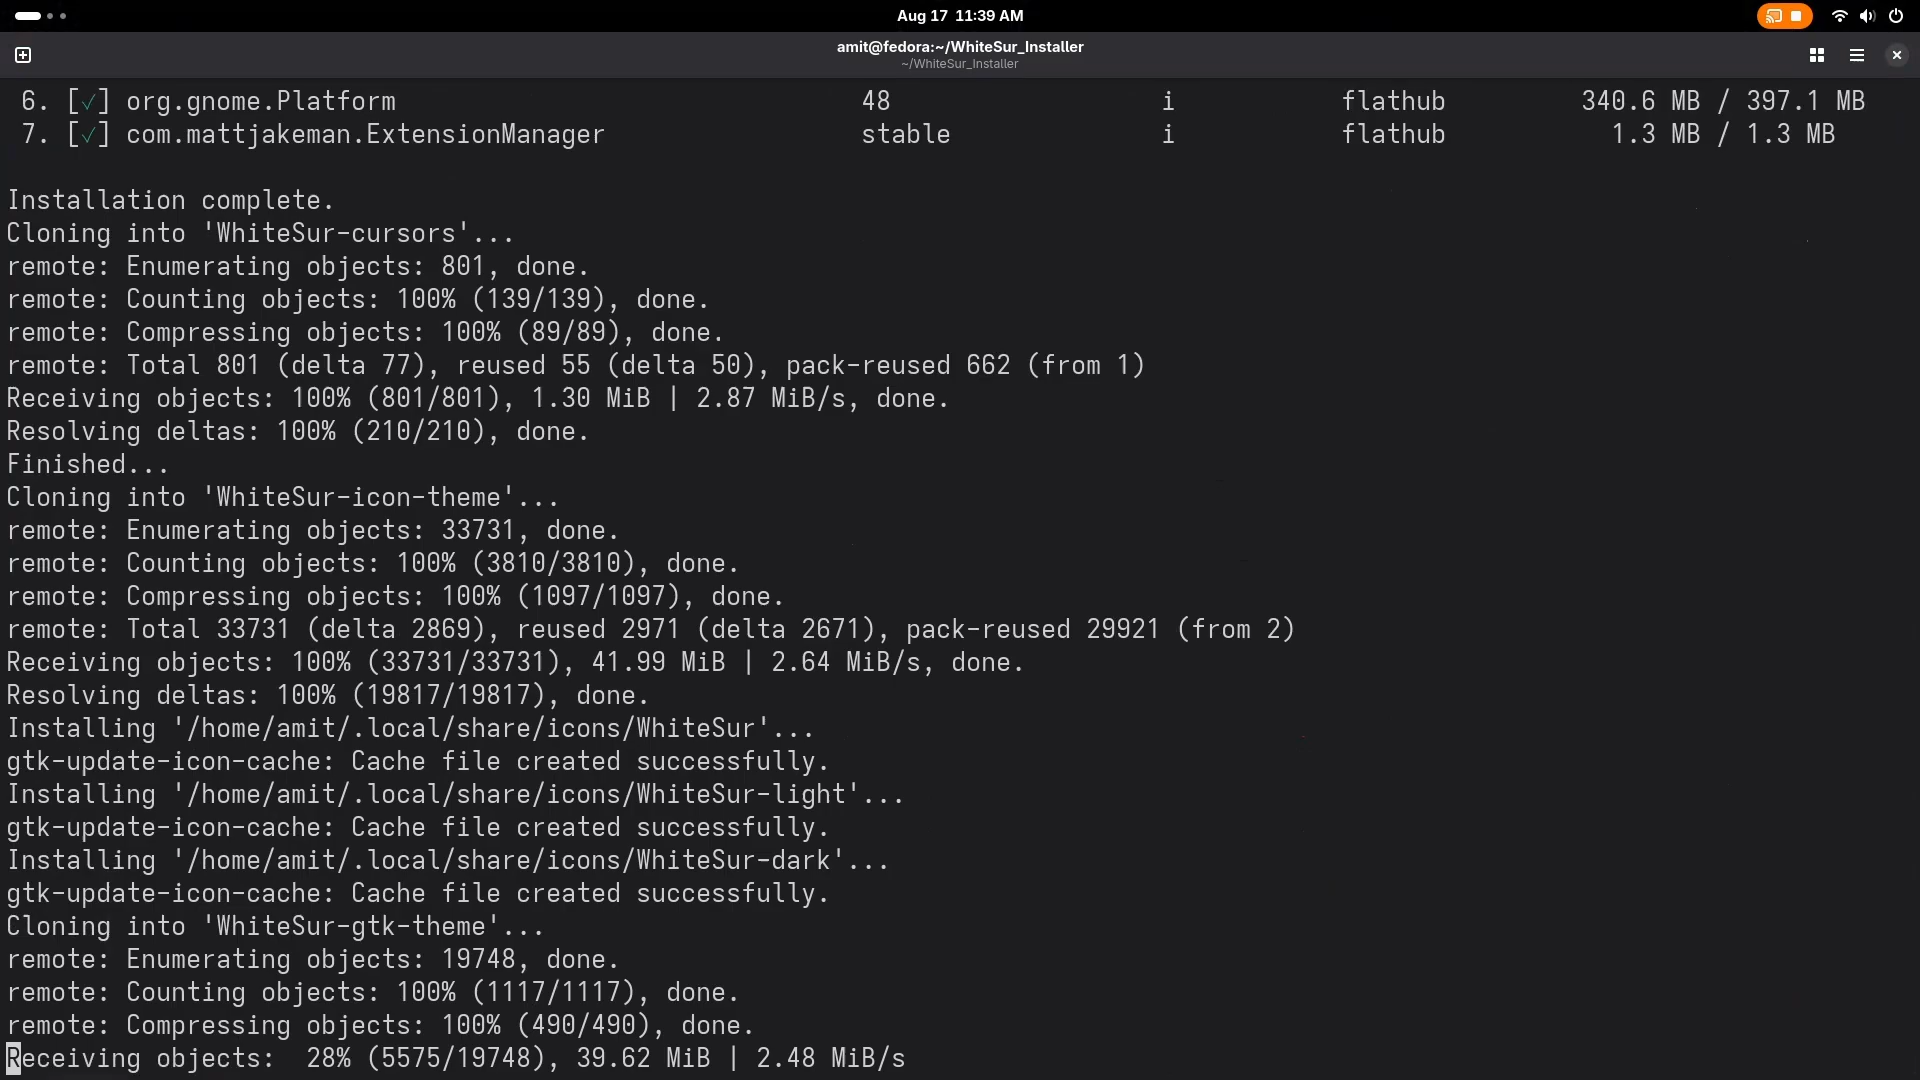 Aug 17 11:39 AM
amit@fedora:~/WhiteSur_Installer
~/WhiteSur_Installer
6. [✓] org.gnome.Platform 48 i flathub 340.6 MB / 397.1 MB
7. [✓] com.mattjakeman.ExtensionManager stable i flathub 1.3 MB / 1.3 MB
Installation complete.
Cloning into 'WhiteSur-cursors'...
remote: Enumerating objects: 801, done.
remote: Counting objects: 100% (139/139), done.
remote: Compressing objects: 100% (89/89), done.
remote: Total 801 (delta 77), reused 55 (delta 50), pack-reused 662 (from 1)
Receiving objects: 100% (801/801), 1.30 MiB | 2.87 MiB/s, done.
Resolving deltas: 100% (210/210), done.
Finished...
Cloning into 'WhiteSur-icon-theme'...
remote: Enumerating objects: 33731, done.
remote: Counting objects: 100% (3810/3810), done.
remote: Compressing objects: 100% (1097/1097), done.
remote: Total 33731 (delta 2869), reused 2971 (delta 2671), pack-reused 29921 (from 2)
Receiving objects: 100% (33731/33731), 41.99 MiB | 2.64 MiB/s, done.
Resolving deltas: 100% (19817/19817), done.
Installing '/home/amit/.local/share/icons/WhiteSur'...
gtk-update-icon-cache: Cache file created successfully.
Installing '/home/amit/.local/share/icons/WhiteSur-light'...
gtk-update-icon-cache: Cache file created successfully.
Installing '/home/amit/.local/share/icons/WhiteSur-dark'...
gtk-update-icon-cache: Cache file created successfully.
Cloning into 'WhiteSur-gtk-theme'...
remote: Enumerating objects: 19748, done.
remote: Counting objects: 100% (1117/1117), done.
remote: Compressing objects: 100% (490/490), done.
Receiving objects: 28% (5575/19748), 39.62 MiB | 2.48 MiB/s